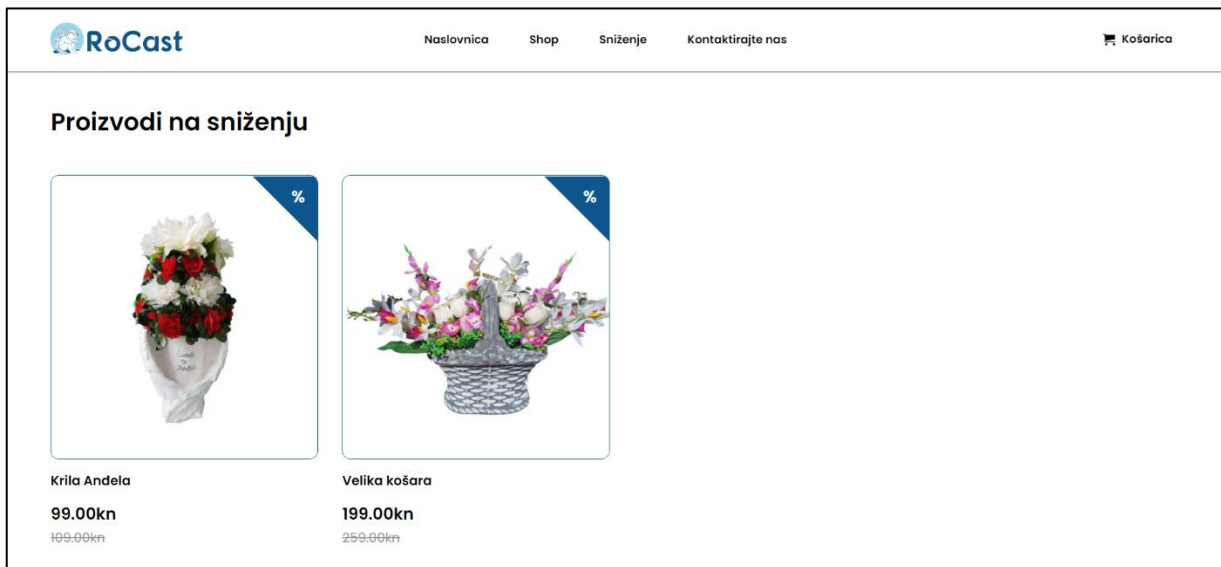 RoCast
Naslovnica Shop Sniženje Kontaktirajte nas Košarica
Proizvodi na sniženju
% %
Krila Anđela Velika košara
99.00kn 199.00kn
109.00kn 259.00kn